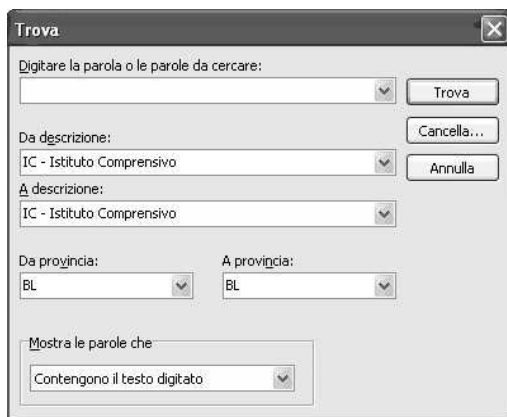 Trova
Digitare la parola o le parole da cercare:
Trova
Da descrizione:
Cancella...
IC - Istituto Comprensivo
Annulla
A descrizione:
IC - Istituto Comprensivo
Da provincia: A provincia:
BL BL
Mostra le parole che
Contengono il testo digitato